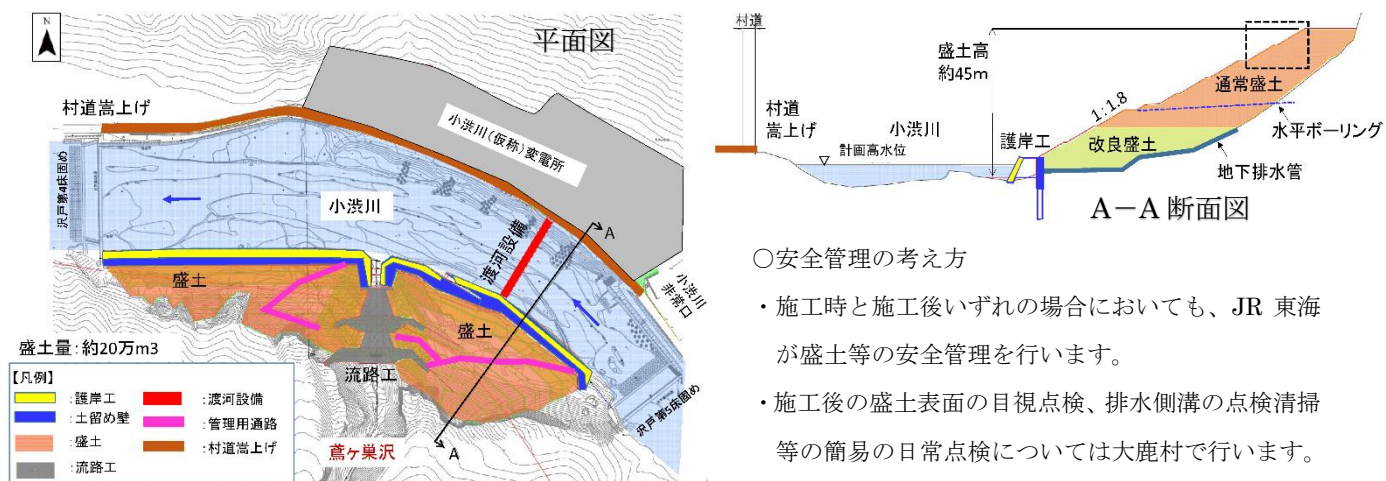 N
平面図
村道嵩上げ
小渋川(仮称)変電所
沢戸第4床固め
小渋川
渡河設備
A
小渋川
非常口
盛土
盛土
盛土量:約20万m3
流路工
沢戸第5床固め
鳶ヶ巣沢
A
【凡例】
:護岸工
:土留め壁
:盛土
:流路工
:渡河設備
:管理用通路
:村道嵩上げ
村道
盛土高
約45m
通常盛土
1:1.8
村道
嵩上げ
小渋川
護岸工
計画高水位
改良盛土
水平ボーリング
地下排水管
A-A 断面図
○安全管理の考え方
・施工時と施工後いずれの場合においても、JR 東海
が盛土等の安全管理を行います。
・施工後の盛土表面の目視点検、排水側溝の点検清掃
等の簡易の日常点検については大鹿村で行います。